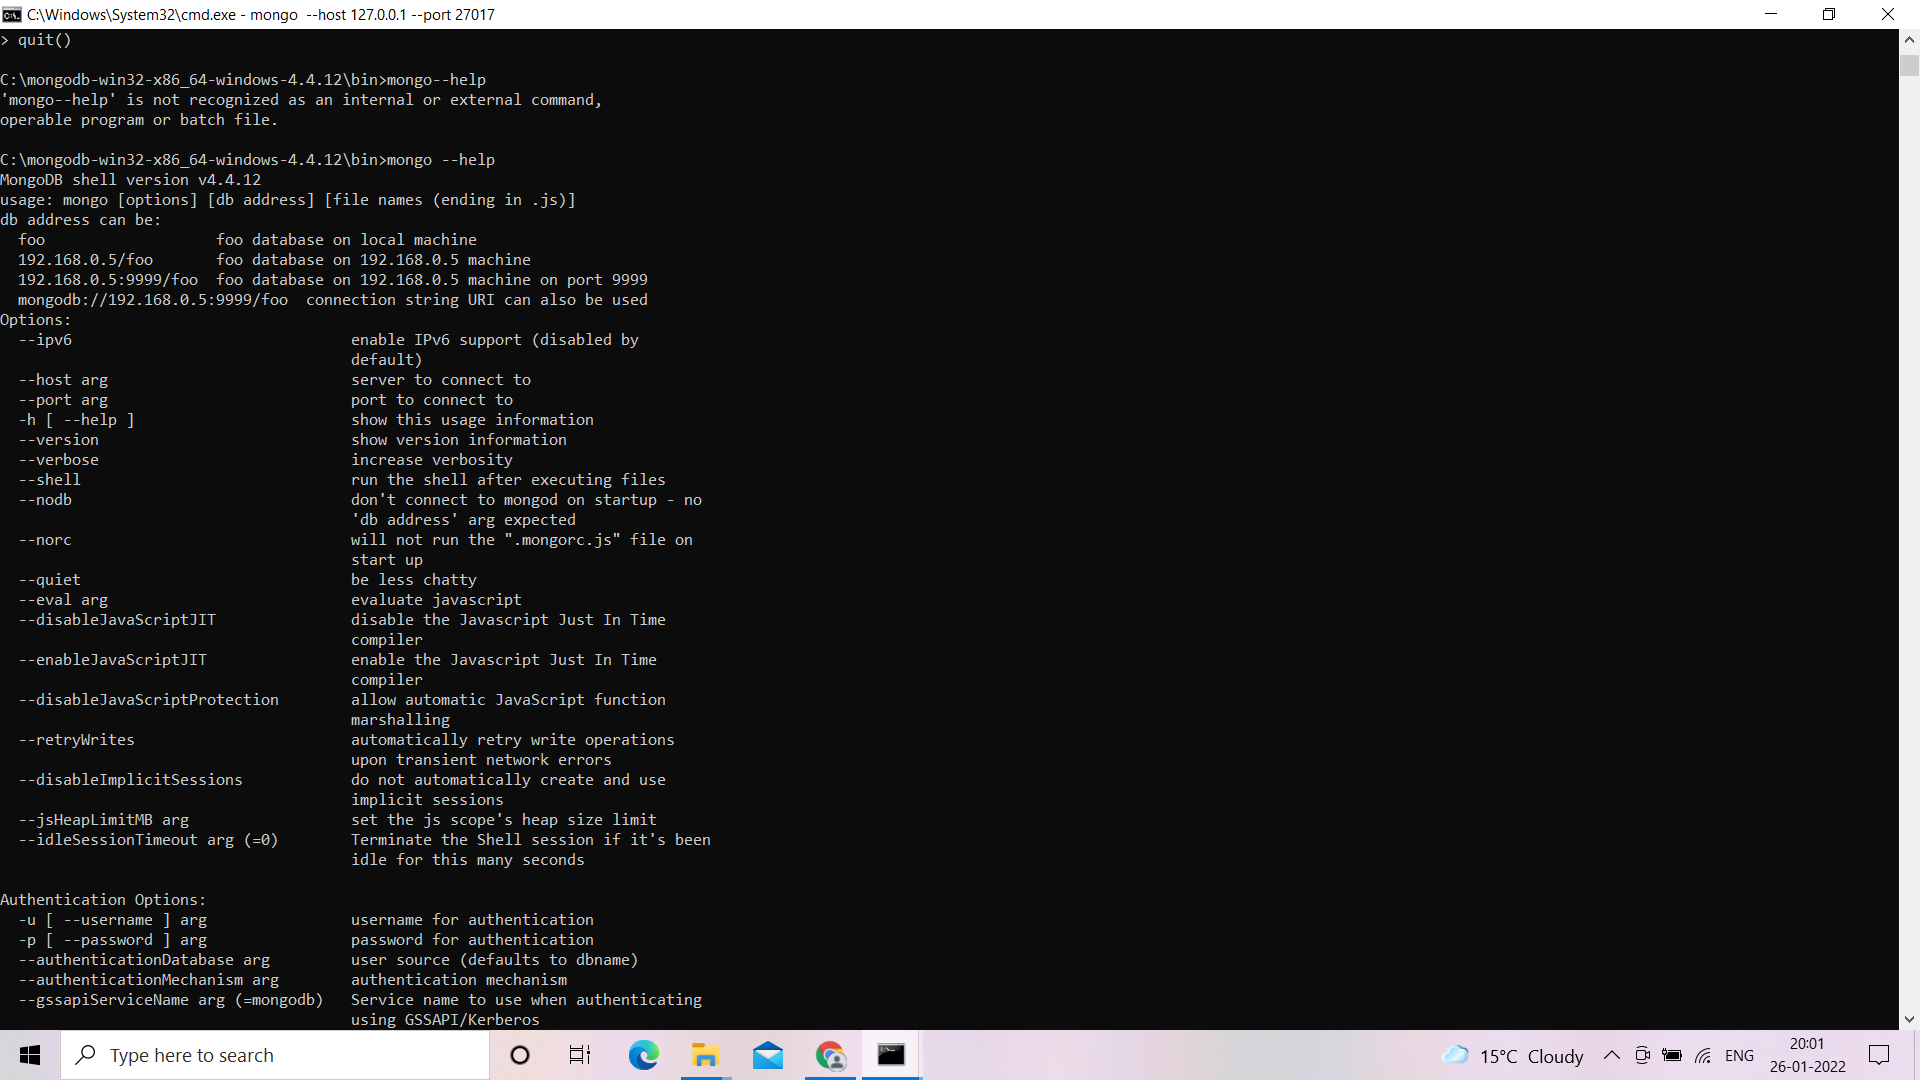 C:\Windows\System32\cmd.exe - mongo  --host 127.0.0.1 --port 27017
> quit()
C:\mongodb-win32-x86_64-windows-4.4.12\bin>mongo--help
'mongo--help' is not recognized as an internal or external command,
operable program or batch file.
C:\mongodb-win32-x86_64-windows-4.4.12\bin>mongo --help
MongoDB shell version v4.4.12
usage: mongo [options] [db address] [file names (ending in .js)]
db address can be:
  foo                   foo database on local machine
  192.168.0.5/foo       foo database on 192.168.0.5 machine
  192.168.0.5:9999/foo  foo database on 192.168.0.5 machine on port 9999
  mongodb://192.168.0.5:9999/foo  connection string URI can also be used
Options:
  --ipv6                               enable IPv6 support (disabled by
                                       default)
  --host arg                           server to connect to
  --port arg                           port to connect to
  -h [ --help ]                        show this usage information
  --version                            show version information
  --verbose                            increase verbosity
  --shell                              run the shell after executing files
  --nodb                               don't connect to mongod on startup - no
                                       'db address' arg expected
  --norc                               will not run the ".mongorc.js" file on
                                       start up
  --quiet                              be less chatty
  --eval arg                           evaluate javascript
  --disableJavaScriptJIT               disable the Javascript Just In Time
                                       compiler
  --enableJavaScriptJIT                enable the Javascript Just In Time
                                       compiler
  --disableJavaScriptProtection        allow automatic JavaScript function
                                       marshalling
  --retryWrites                        automatically retry write operations
                                       upon transient network errors
  --disableImplicitSessions            do not automatically create and use
                                       implicit sessions
  --jsHeapLimitMB arg                  set the js scope's heap size limit
  --idleSessionTimeout arg (=0)        Terminate the Shell session if it's been
                                       idle for this many seconds
Authentication Options:
  -u [ --username ] arg                username for authentication
  -p [ --password ] arg                password for authentication
  --authenticationDatabase arg         user source (defaults to dbname)
  --authenticationMechanism arg        authentication mechanism
  --gssapiServiceName arg (=mongodb)   Service name to use when authenticating
                                       using GSSAPI/Kerberos
Type here to search
15°C  Cloudy
ENG
20:01
26-01-2022